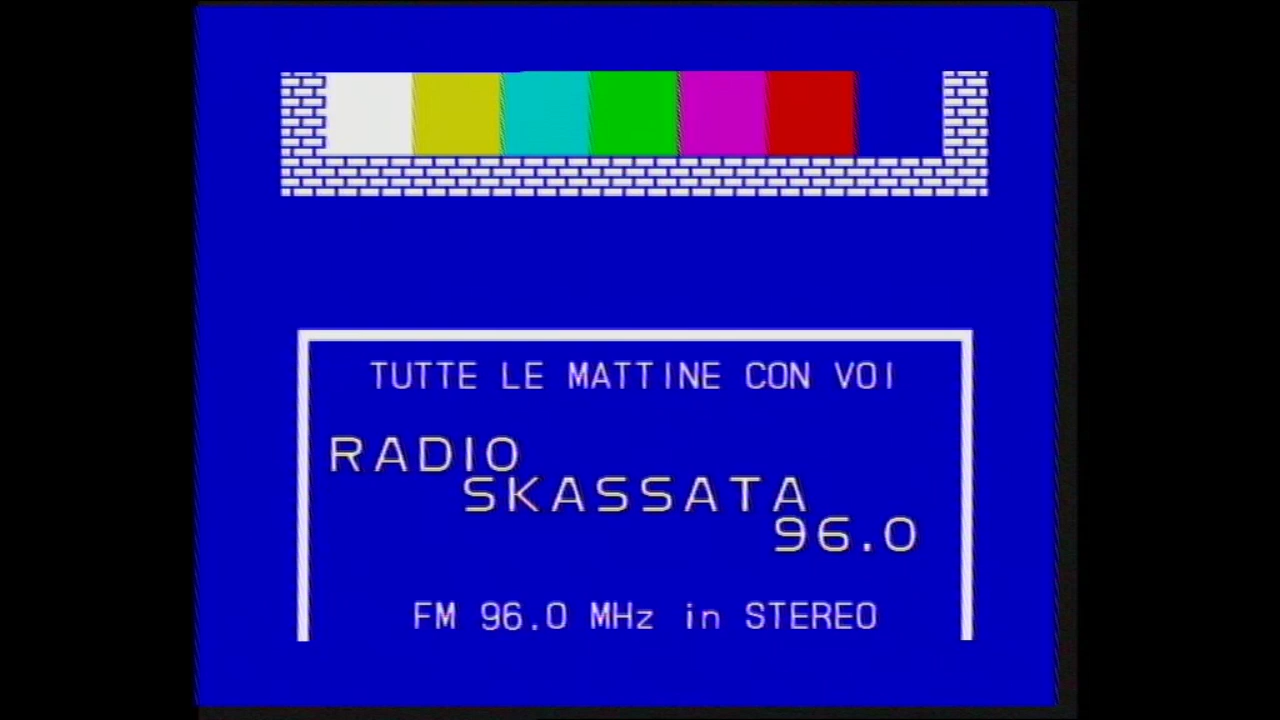 TUTTE LE MATTINE CON VOI
RADIO
SKASSATA
96.0
FM 96.0 MHz in STEREO